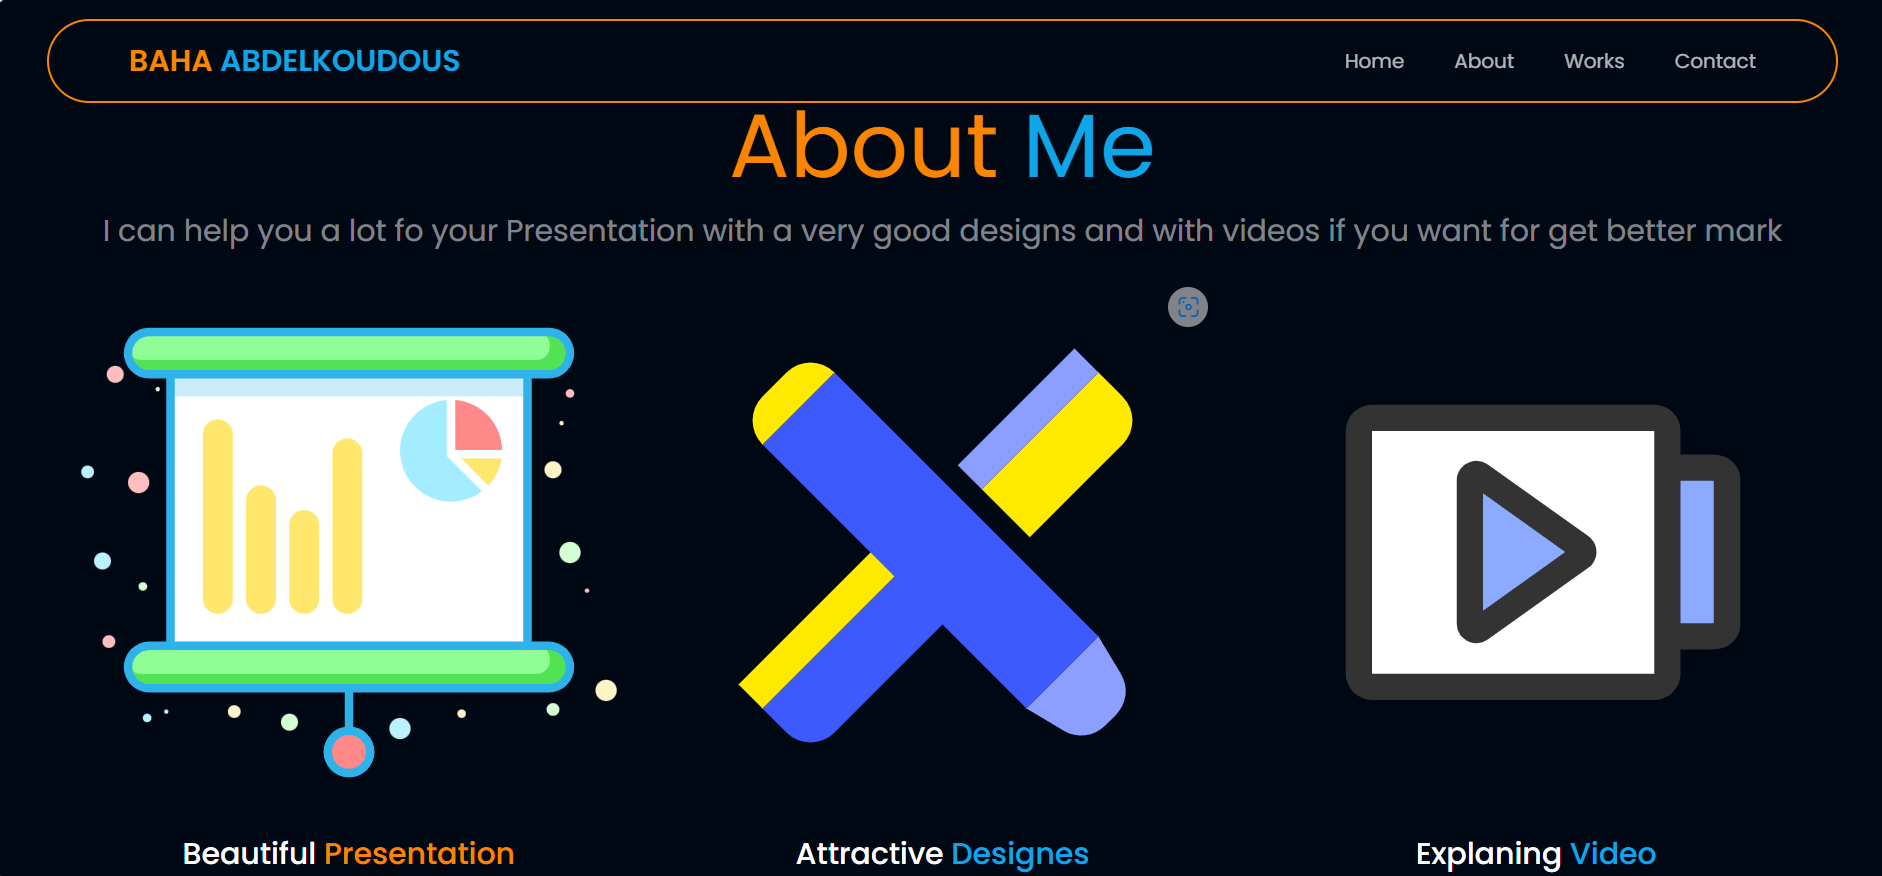 BAHA ABDELKOUDOUS
Home About Works Contact
About Me
I can help you a lot fo your Presentation with a very good designs and with videos if you want for get better mark
Beautiful Presentation
Attractive Designes
Explaning Video